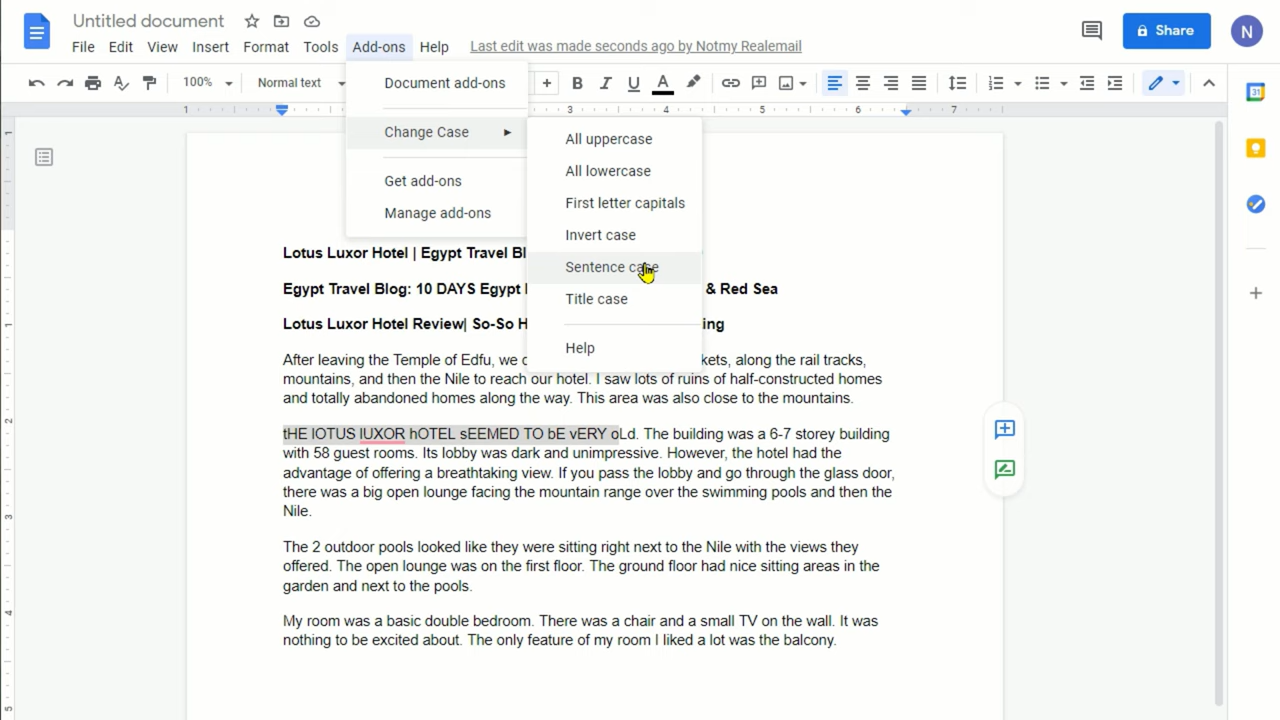 Untitled document
File Edit View Insert Format Tools Add-ons Help Last edit was made seconds ago by Notmy Realemail
Share
N
100% Normal text
1 3 4 5 6 7
31
Document add-ons
Change Case
Get add-ons
Manage add-ons
All uppercase
All lowercase
First letter capitals
Invert case
Sentence case
Title case
Help
Lotus Luxor Hotel | Egypt Travel Bl
Egypt Travel Blog: 10 DAYS Egypt & Red Sea
Lotus Luxor Hotel Review| So-So H ing
After leaving the Temple of Edfu, we c kets, along the rail tracks,
mountains, and then the Nile to reach our hotel. I saw lots of ruins of half-constructed homes
and totally abandoned homes along the way. This area was also close to the mountains.
tHE lOTUS lUXOR hOTEL sEEMED TO bE vERY oLd. The building was a 6-7 storey building
with 58 guest rooms. Its lobby was dark and unimpressive. However, the hotel had the
advantage of offering a breathtaking view. If you pass the lobby and go through the glass door,
there was a big open lounge facing the mountain range over the swimming pools and then the
Nile.
The 2 outdoor pools looked like they were sitting right next to the Nile with the views they
offered. The open lounge was on the first floor. The ground floor had nice sitting areas in the
garden and next to the pools.
My room was a basic double bedroom. There was a chair and a small TV on the wall. It was
nothing to be excited about. The only feature of my room I liked a lot was the balcony.
1
1
2
3
4
5